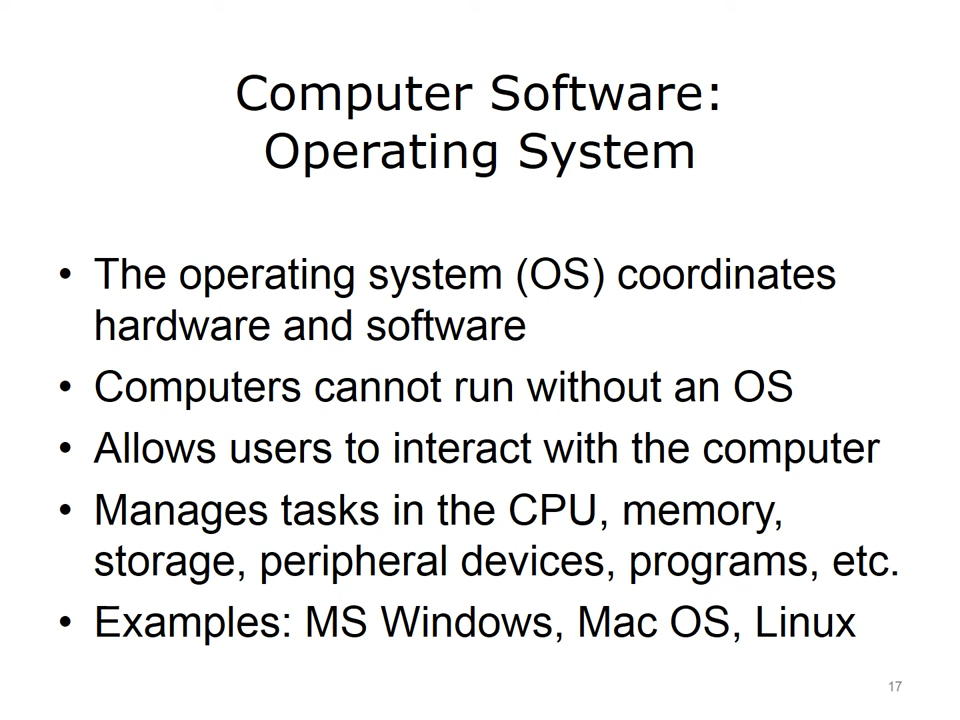 Computer Software:
Operating System
• The operating system (OS) coordinates
hardware and software
• Computers cannot run without an OS
• Allows users to interact with the computer
• Manages tasks in the CPU, memory,
storage, peripheral devices, programs, etc.
• Examples: MS Windows, Mac OS, Linux
17